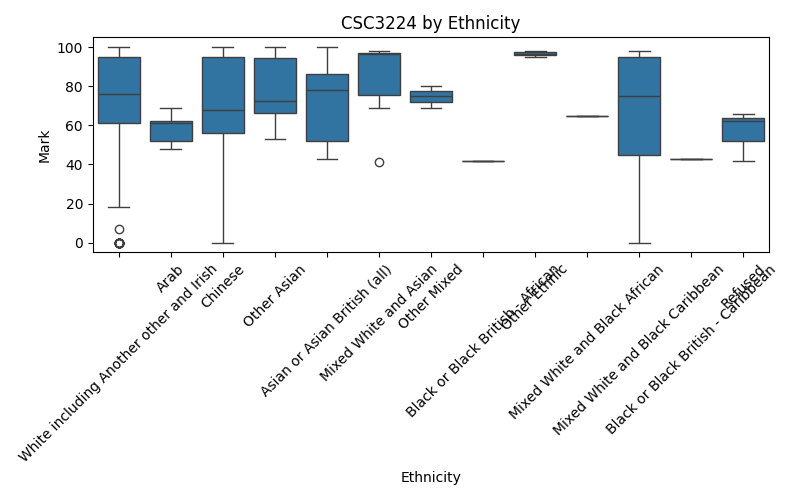 CSC3224 by Ethnicity
Mark
100
80
60
40
20
0
White including Another other and Irish
Arab
Chinese
Other Asian
Asian or Asian British (all)
Mixed White and Asian
Other Mixed
Black or Black British - African
Other Ethnic
Mixed White and Black African
Mixed White and Black Caribbean
Black or Black British - Caribbean
Refused
Ethnicity